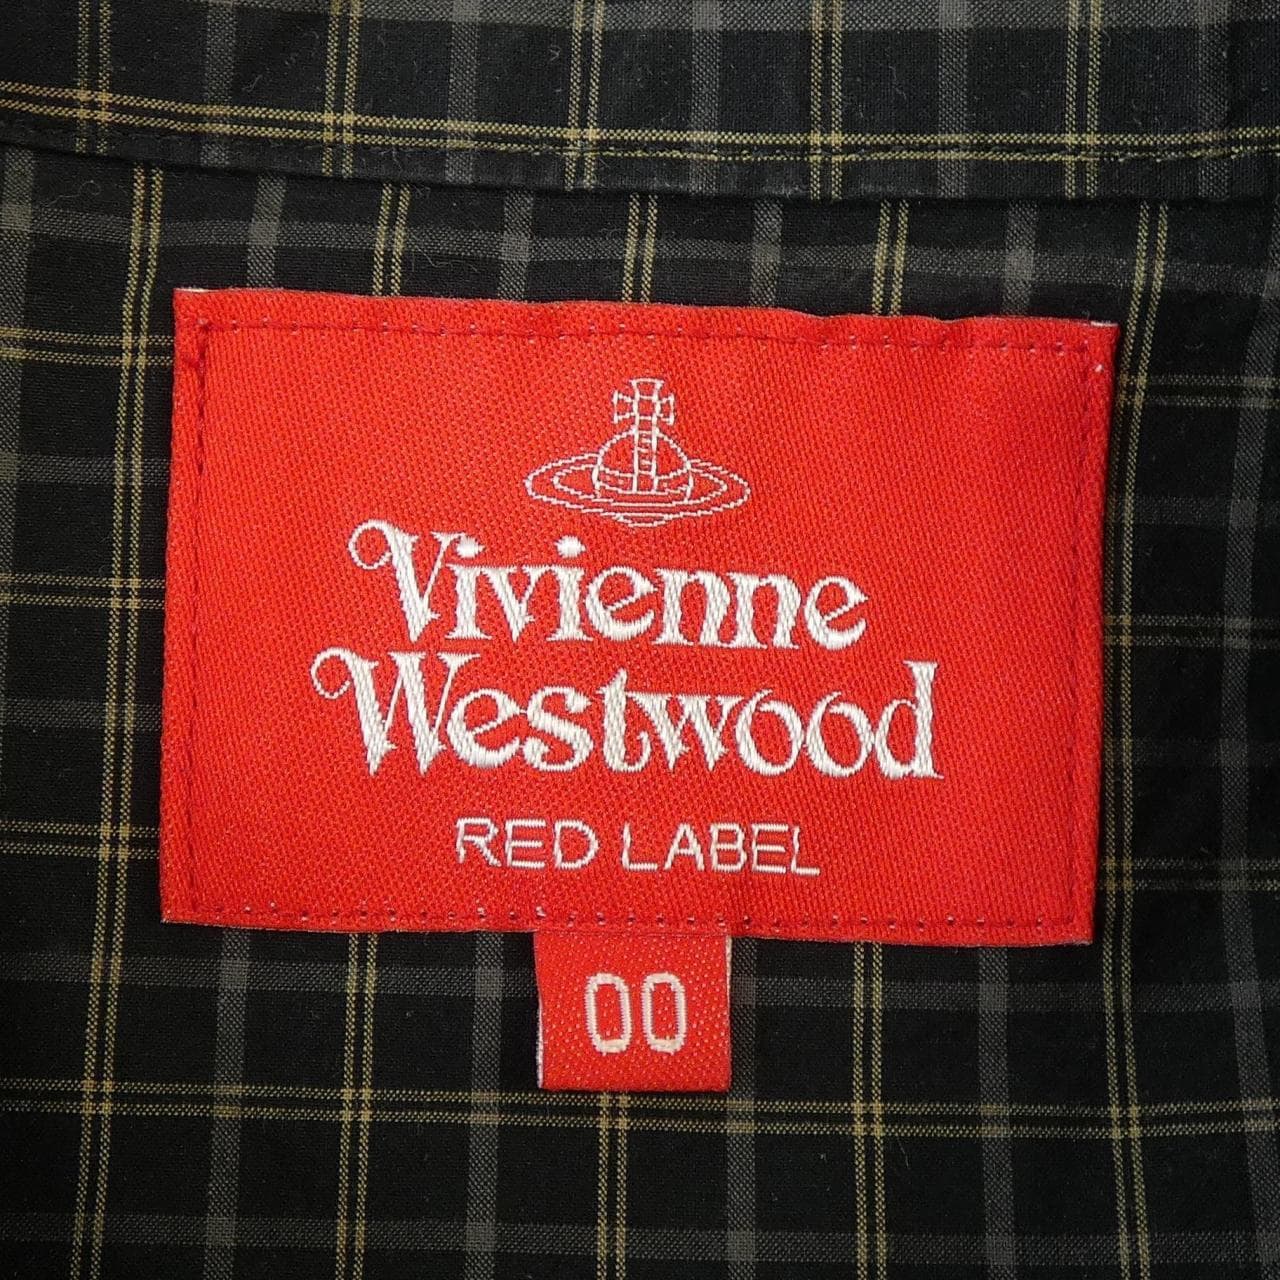 Vivienne
Westwood
RED LABEL
00